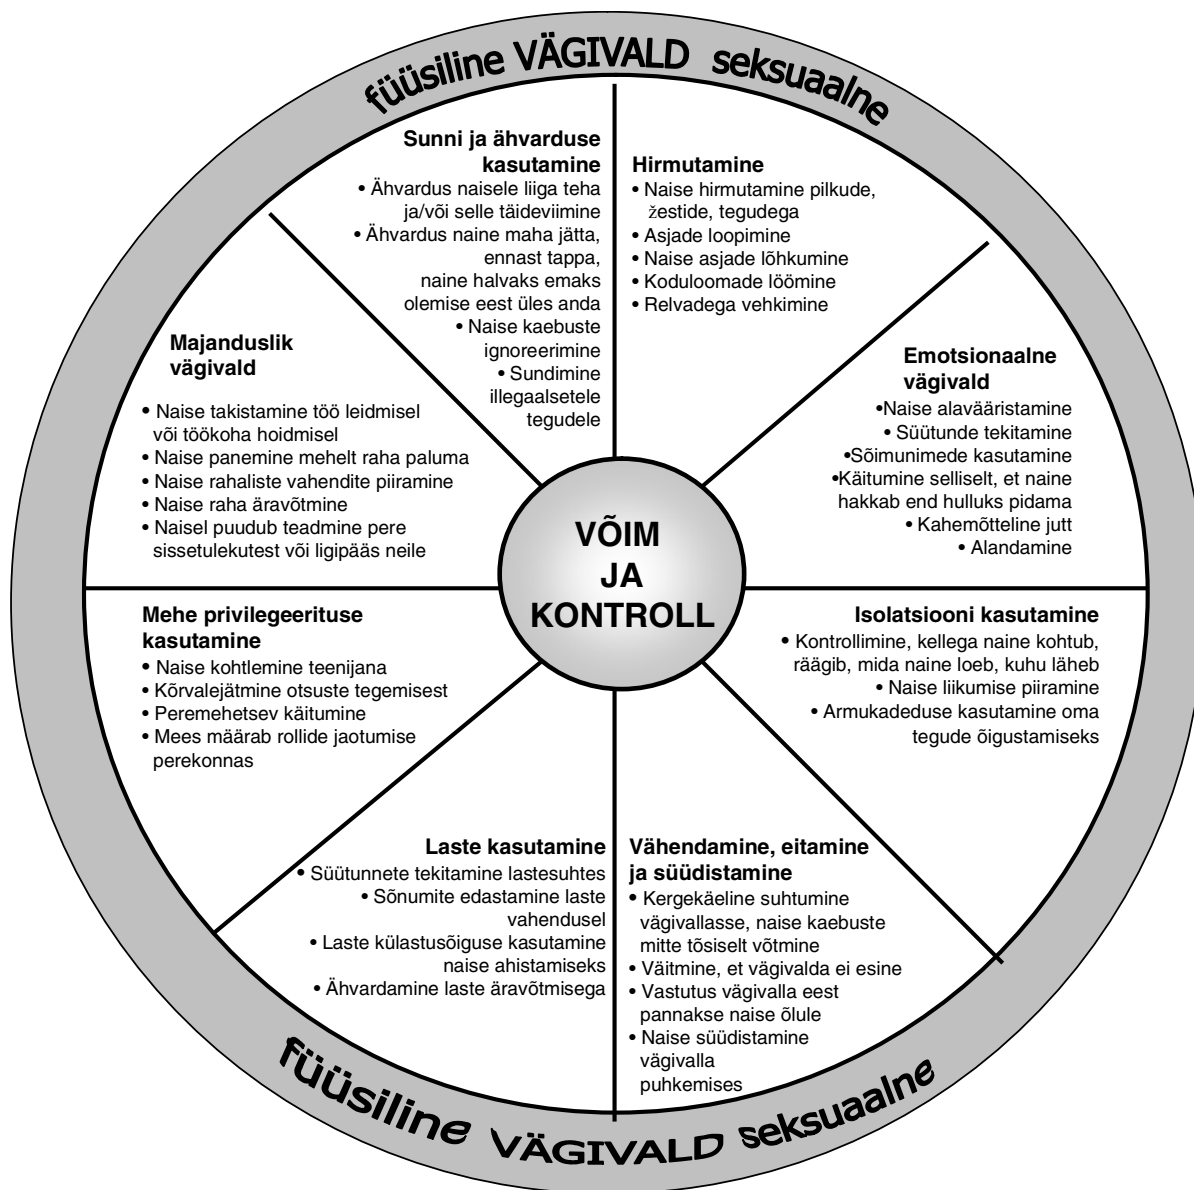 füüsiline VÄGIVALD seksuaalne
Sunni ja ähvarduse
kasutamine
• Ähvardus naisele liiga teha
ja/või selle täideviimine
• Ähvardus naine maha jätta,
ennast tappa,
naine halvaks emaks
olemise eest üles anda
• Naise kaebuste
ignoreerimine
• Sundimine
illegaalsetele
tegudele
Hirmutamine
• Naise hirmutamine pilkude,
žestide, tegudega
• Asjade loopimine
• Naise asjade lõhkumine
• Koduloomade löömine
• Relvadega vehkimine
Emotsionaalne
vägivald
•Naise alavääristamine
• Süütunde tekitamine
•Sõimunimede kasutamine
•Käitumine selliselt, et naine
hakkab end hulluks pidama
• Kahemõtteline jutt
• Alandamine
Isolatsiooni kasutamine
• Kontrollimine, kellega naine kohtub,
räägib, mida naine loeb, kuhu läheb
• Naise liikumise piiramine
• Armukadeduse kasutamine oma
tegude õigustamiseks
Vähendamine, eitamine
ja süüdistamine
• Kergekäeline suhtumine
vägivallasse, naise kaebuste
mitte tõsiselt võtmine
• Väitmine, et vägivalda ei esine
• Vastutus vägivalla eest
pannakse naise õlule
• Naise süüdistamine
vägivalla
puhkemises
Laste kasutamine
• Süütunnete tekitamine lastesuhtes
• Sõnumite edastamine laste
vahendusel
• Laste külastusõiguse kasutamine
naise ahistamiseks
• Ähvardamine laste äravõtmisega
Mehe privilegeerituse
kasutamine
• Naise kohtlemine teenijana
• Kõrvalejätmine otsuste tegemisest
• Peremehetsev käitumine
• Mees määrab rollide jaotumise
perekonnas
Majanduslik
vägivald
• Naise takistamine töö leidmisel
või töökoha hoidmisel
• Naise panemine mehelt raha paluma
• Naise rahaliste vahendite piiramine
• Naise raha äravõtmine
• Naisel puudub teadmine pere
sissetulekutest või ligipääs neile
VÕIM
JA
KONTROLL
füüsiline VÄGIVALD seksuaalne